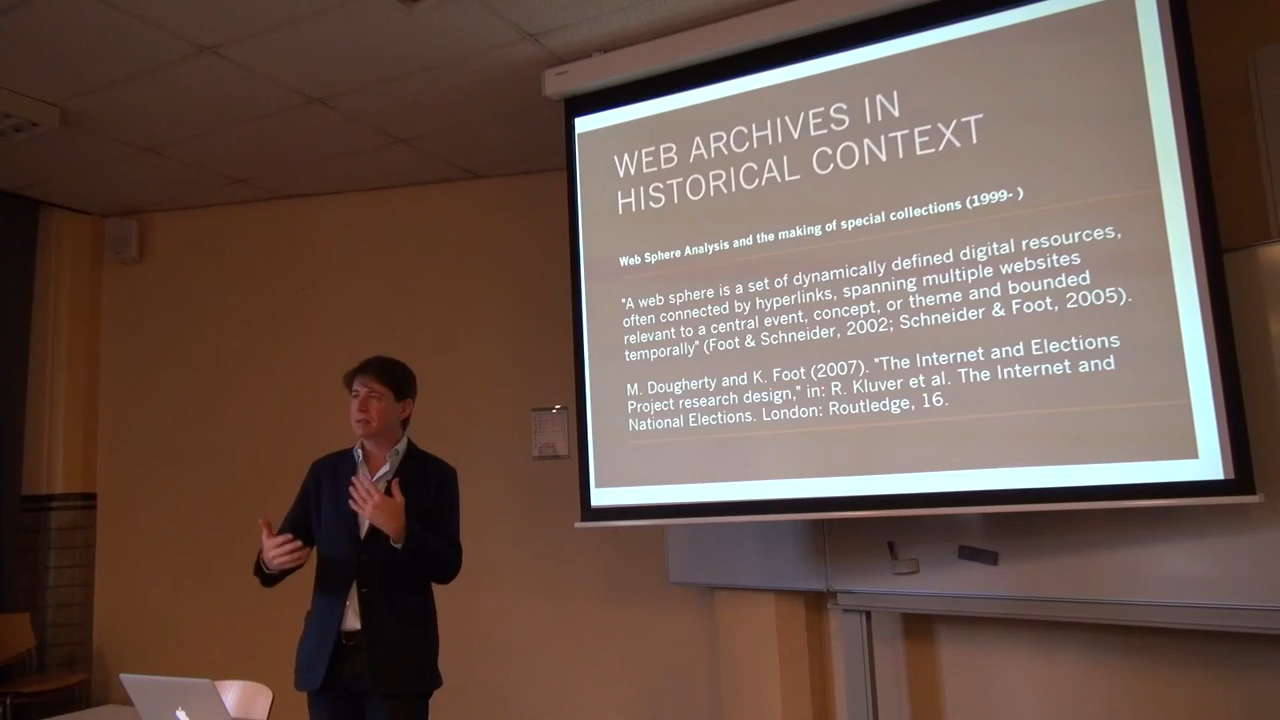 WEB ARCHIVES IN
HISTORICAL CONTEXT
Web Sphere Analysis and the making of special collections (1999- )
"A web sphere is a set of dynamically defined digital resources,
often connected by hyperlinks, spanning multiple websites
relevant to a central event, concept, or theme and bounded
temporally" (Foot & Schneider, 2002; Schneider & Foot, 2005).
M. Dougherty and K. Foot (2007). "The Internet and Elections
Project research design," in: R. Kluver et al. The Internet and
National Elections. London: Routledge, 16.